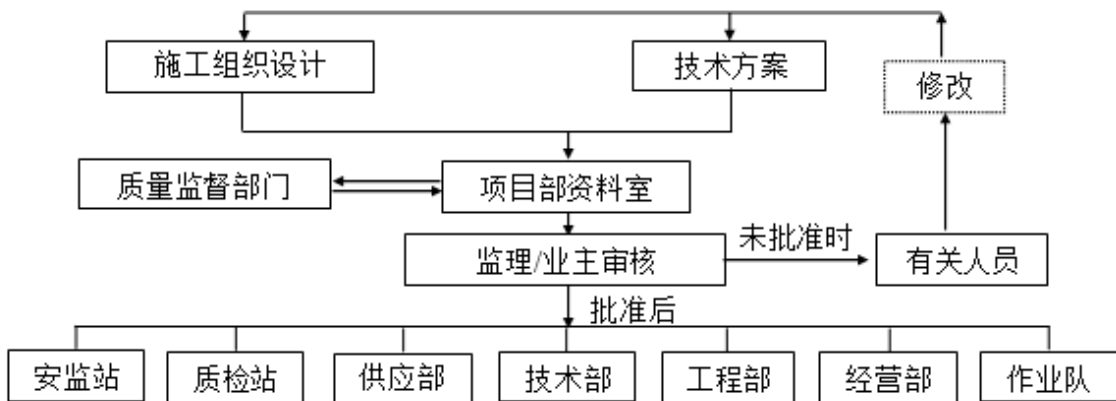 施工组织设计
技术方案
修改
质量监督部门
项目部资料室
未批准时
监理/业主审核
有关人员
批准后
安监站
质检站
供应部
技术部
工程部
经营部
作业队